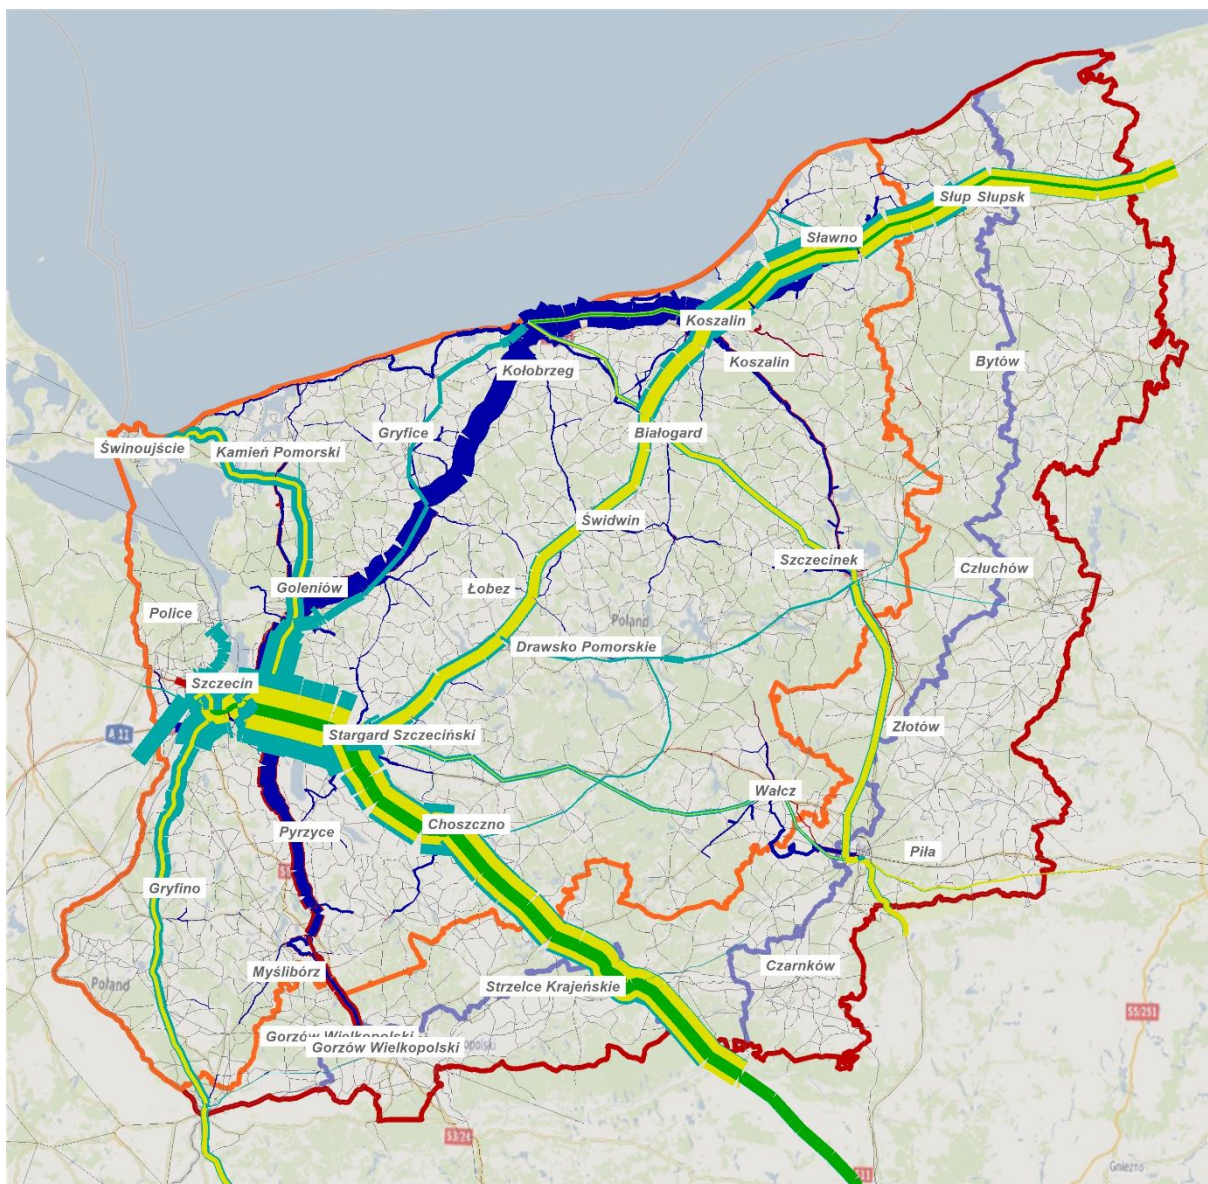 Słup Słupsk
Sławno
Koszalin
Koszalin
Bytów
Kołobrzeg
Gryfice
Białogard
Świnoujście
Kamień Pomorski
Świdwin
Szczecinek
Człuchów
Goleniów
Łobez
Police
Poland
Drawsko Pomorskie
Szczecin
A 11
Stargard Szczeciński
Złotów
Wałcz
Choszczno
Pyrzyce
Piła
Gryfino
Myślibórz
Poland
Czarnków
Strzelce Krajeńskie
S5/251
Gorzów Wielkopolski
Gorzów Wielkopolski
S3/24
Gniezno